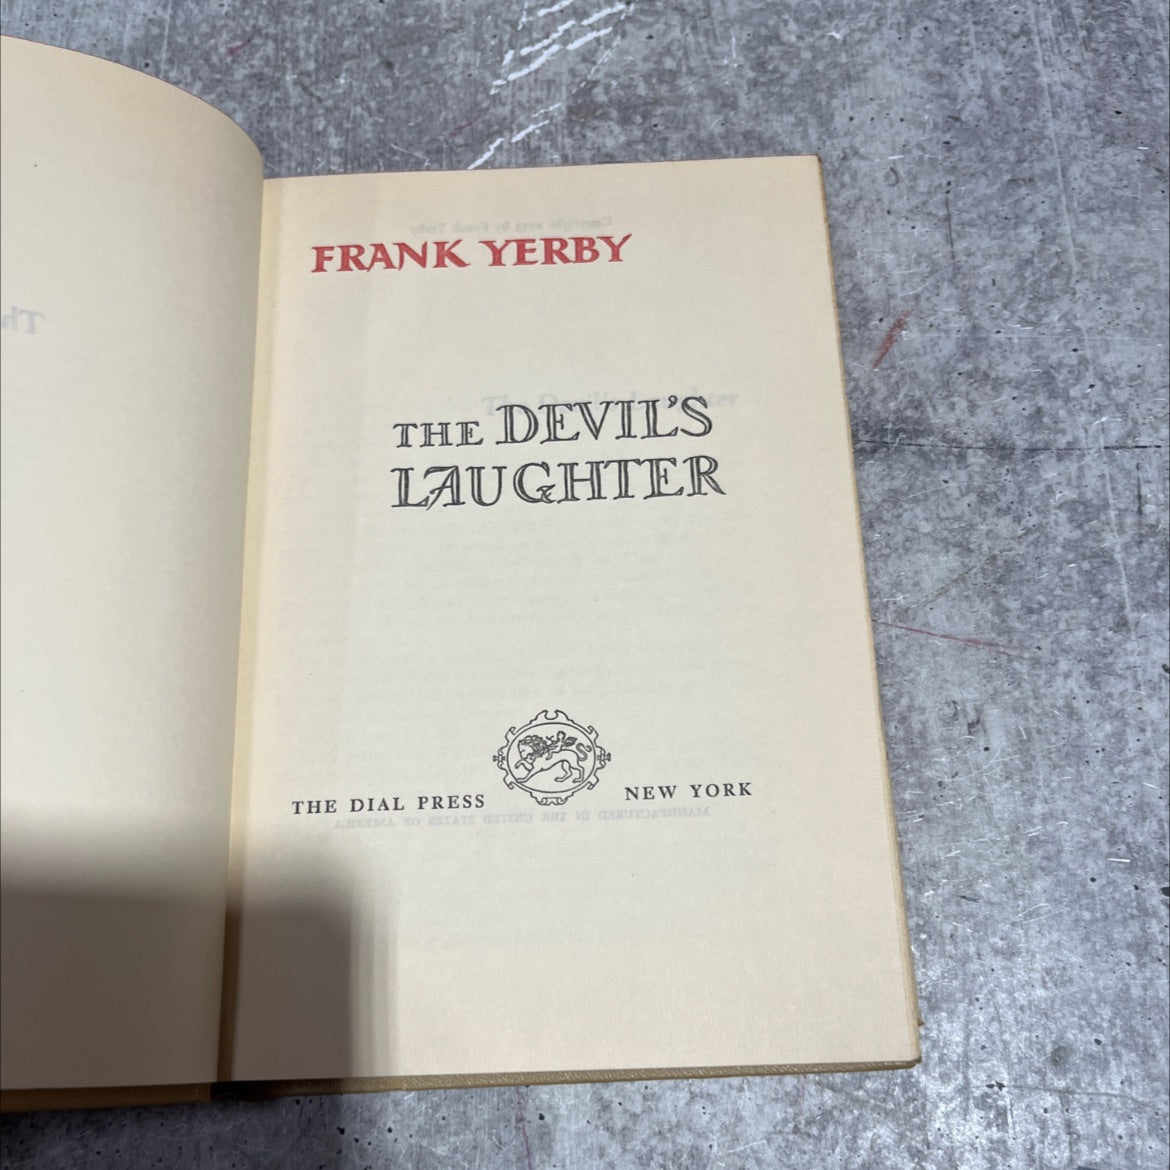 FRANK YERBY
THE DEVIL'S
LAUGHTER
THE DIAL PRESS NEW YORK